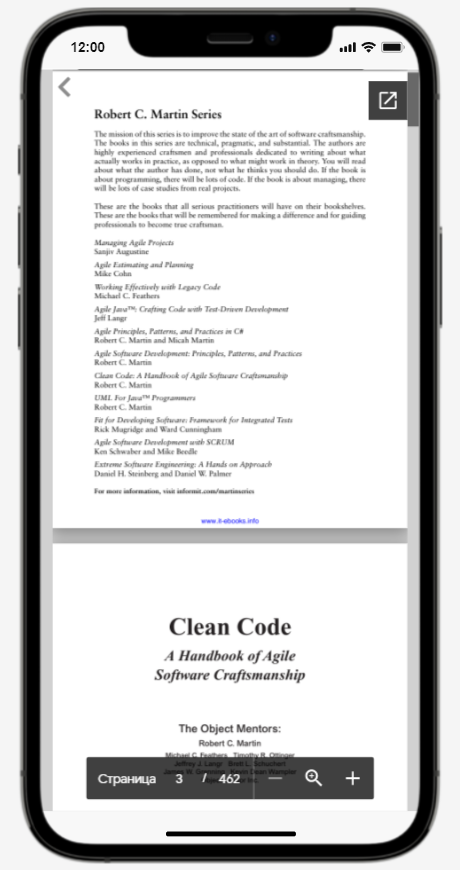 12:00
Robert C. Martin Series
The mission of this series is to improve the state of the art of software craftsmanship.
The books in this series are technical, pragmatic, and substantial. The authors are
highly experienced craftsmen and professionals dedicated to writing about what
actually works in practice, as opposed to what might work in theory. You will read
about what the author has done, not what he thinks you should do. If the book is
about programming, there will be lots of code. If the book is about managing, there
will be lots of case studies from real projects.
These are the books that all serious practitioners will have on their bookshelves.
These are the books that will be remembered for making a difference and for guiding
professionals to become true craftsman.
Managing Agile Projects
Sanjiv Augustine
Agile Estimating and Planning
Mike Cohn
Working Effectively with Legacy Code
Michael C. Feathers
Agile Java™: Crafting Code with Test-Driven Development
Jeff Langr
Agile Principles, Patterns, and Practices in C#
Robert C. Martin and Micah Martin
Agile Software Development: Principles, Patterns, and Practices
Robert C. Martin
Clean Code: A Handbook of Agile Software Craftsmanship
Robert C. Martin
UML For Java™ Programmers
Robert C. Martin
Fit for Developing Software: Framework for Integrated Tests
Rick Mugridge and Ward Cunningham
Agile Software Development with SCRUM
Ken Schwaber and Mike Beedle
Extreme Software Engineering: A Hands on Approach
Daniel H. Steinberg and Daniel W. Palmer
For more information, visit informit.com/martinseries
www.it-ebooks.info
Clean Code
A Handbook of Agile
Software Craftsmanship
The Object Mentors:
Robert C. Martin
Michael C. Feathers Timothy R. Ottinger
Jeffrey J. Langr Brett L. Schuchert
James W. Grenning Kevin Dean Wampler
Страница 3 / 462